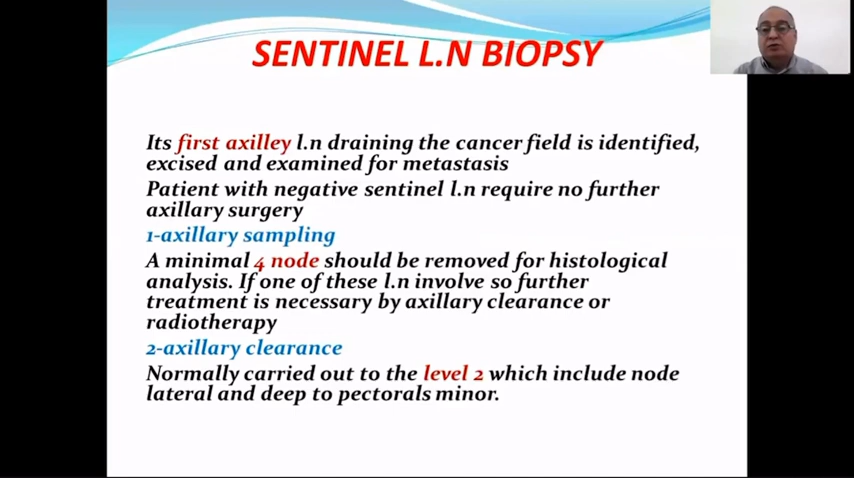 SENTINEL L.N BIOPSY
Its first axilley l.n draining the cancer field is identified,
excised and examined for metastasis
Patient with negative sentinel l.n require no further
axillary surgery
1-axillary sampling
A minimal 4 node should be removed for histological
analysis. If one of these l.n involve so further
treatment is necessary by axillary clearance or
radiotherapy
2-axillary clearance
Normally carried out to the level 2 which include node
lateral and deep to pectorals minor.